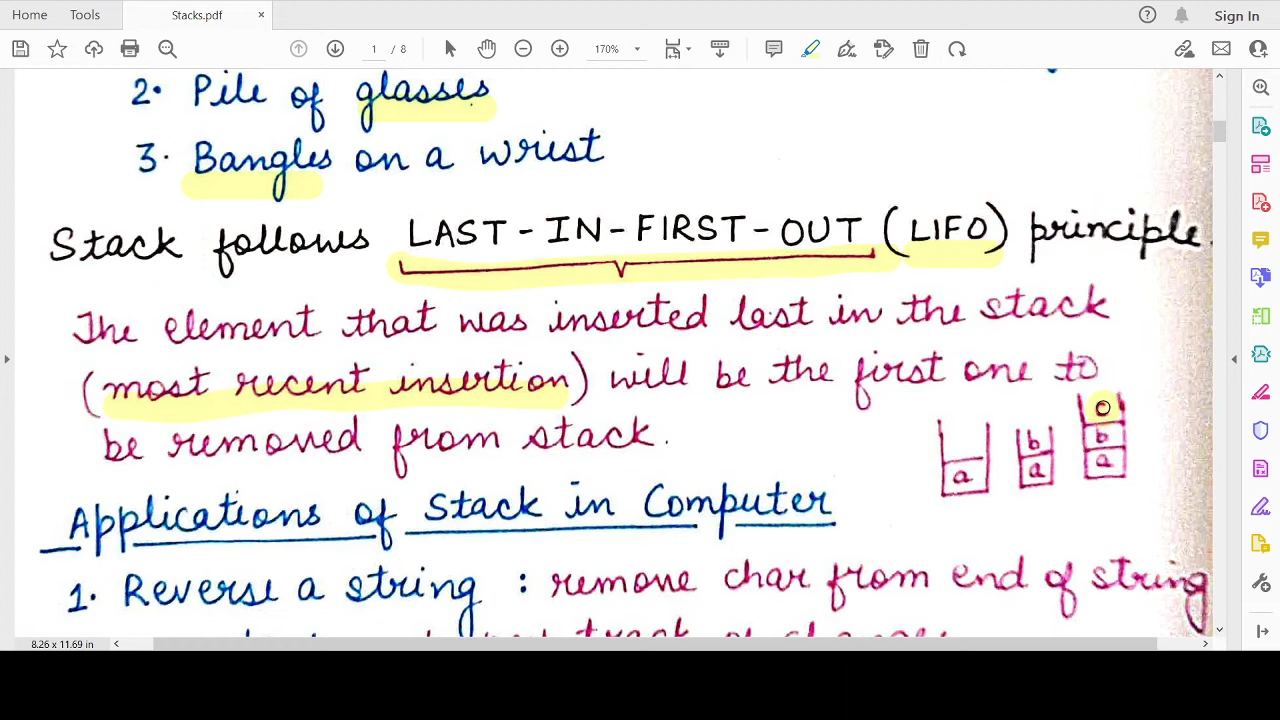 Home Tools Stacks.pdf × Sign In
1 / 8 170%
2. Pile of glasses
3. Bangles on a wrist
Stack follows LAST-IN-FIRST-OUT (LIFO) principle.
The element that was inserted last in the stack
(most recent insertion) will be the first one to
be removed from stack.
a b a b a
Applications of Stack in Computer
1. Reverse a string : remove char from end of string
8.26 x 11.69 in